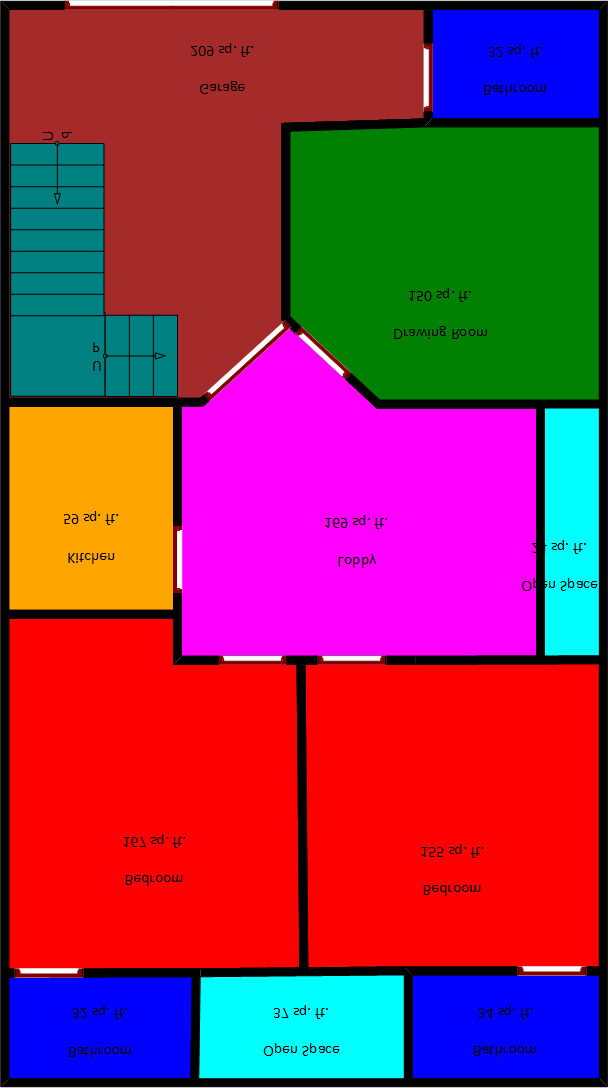 209 sq. ft.
Garage
32 sq. ft.
Bathroom
Up
150 sq. ft.
Drawing Room
UP
59 sq. ft.
Kitchen
169 sq. ft.
Lobby
sq. ft.
Open Space
167 sq. ft.
Bedroom
155 sq. ft.
Bedroom
32 sq. ft.
Bathroom
37 sq. ft.
Open Space
34 sq. ft.
Bathroom